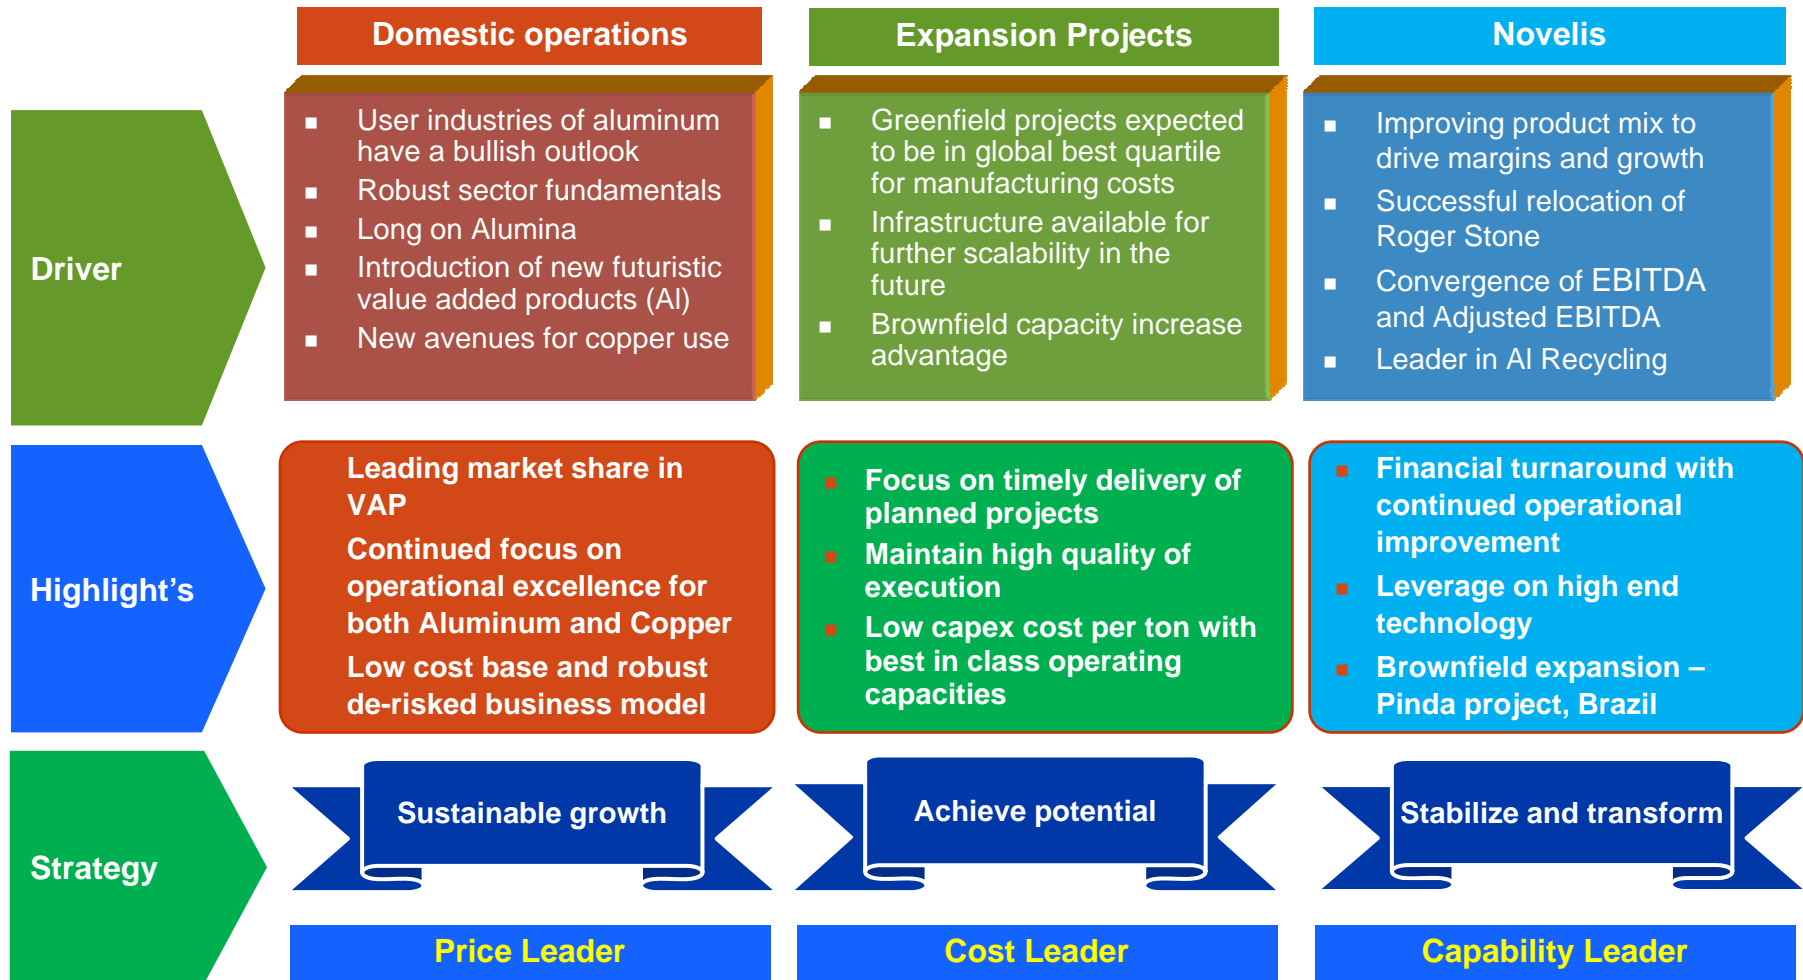 Domestic operations
Expansion Projects
Novelis
Driver
▪ User industries of aluminum
have a bullish outlook
▪ Robust sector fundamentals
▪ Long on Alumina
▪ Introduction of new futuristic
value added products (Al)
▪ New avenues for copper use
▪ Greenfield projects expected
to be in global best quartile
for manufacturing costs
▪ Infrastructure available for
further scalability in the
future
▪ Brownfield capacity increase
advantage
▪ Improving product mix to
drive margins and growth
▪ Successful relocation of
Roger Stone
▪ Convergence of EBITDA
and Adjusted EBITDA
▪ Leader in Al Recycling
Highlight’s
Leading market share in
VAP
Continued focus on
operational excellence for
both Aluminum and Copper
Low cost base and robust
de-risked business model
▪ Focus on timely delivery of
planned projects
▪ Maintain high quality of
execution
▪ Low capex cost per ton with
best in class operating
capacities
▪ Financial turnaround with
continued operational
improvement
▪ Leverage on high end
technology
▪ Brownfield expansion –
Pinda project, Brazil
Strategy
Sustainable growth
Achieve potential
Stabilize and transform
Price Leader
Cost Leader
Capability Leader